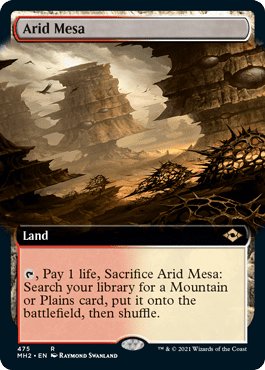 Arid Mesa
Land
, Pay 1 life, Sacrifice Arid Mesa:
Search your library for a Mountain
or Plains card, put it onto the
battlefield, then shuffle.
475 R
MH2 • EN RAYMOND SWANLAND
™ & © 2021 Wizards of the Coast